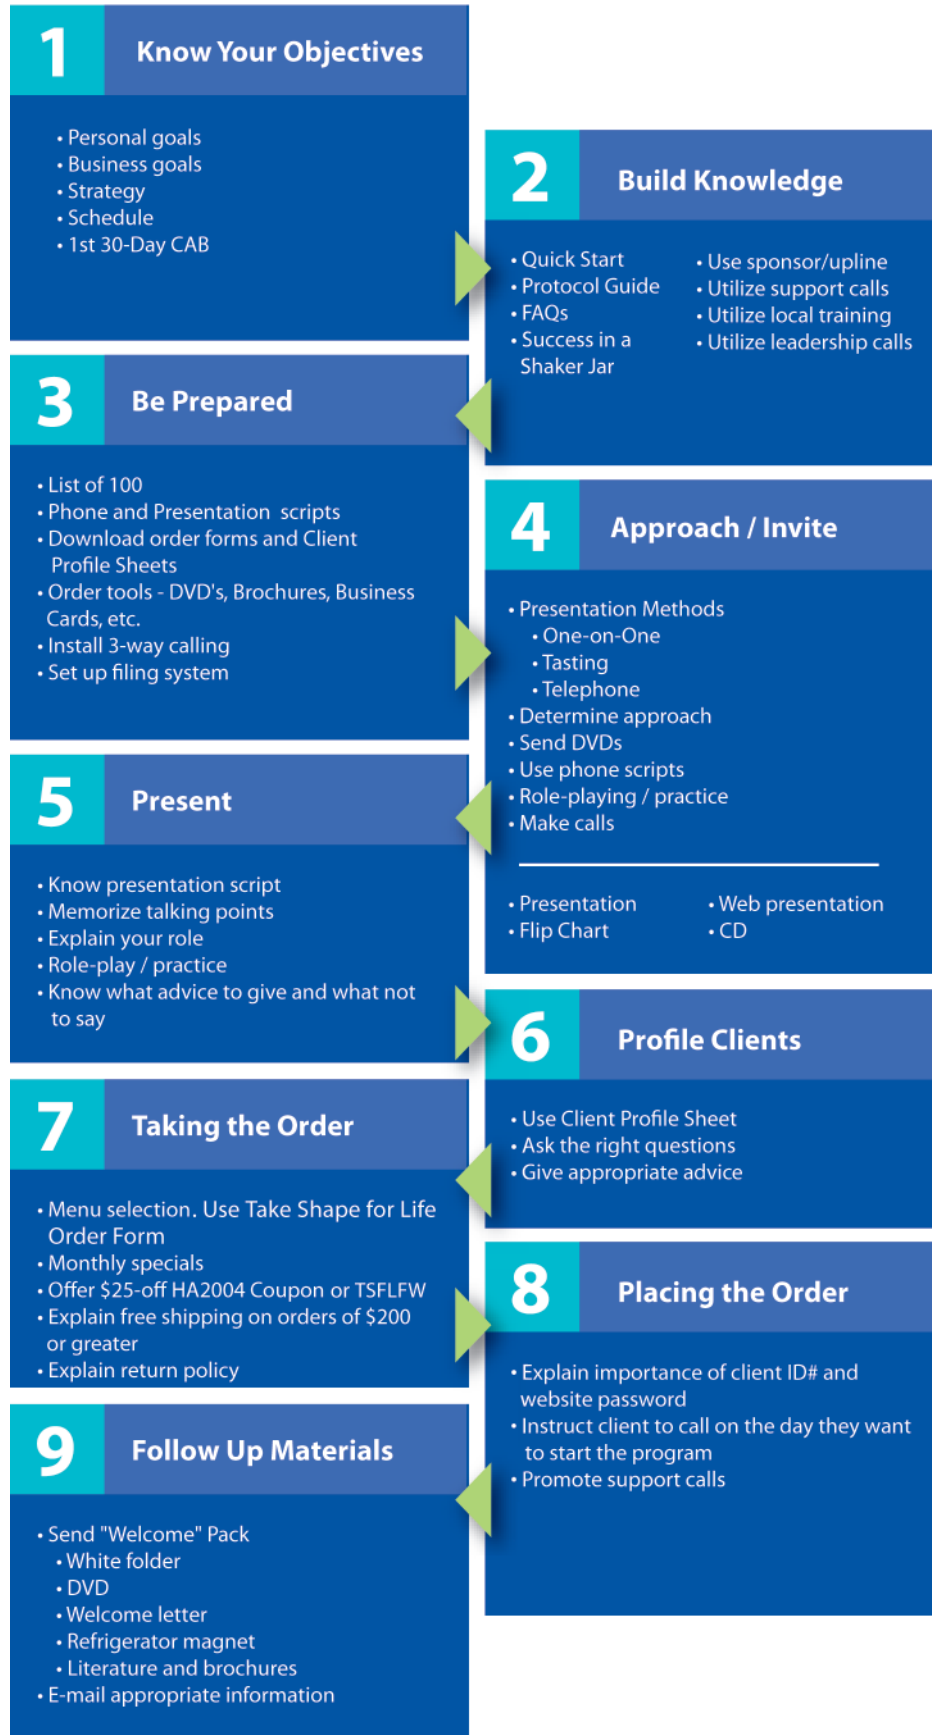 1
Know Your Objectives
• Personal goals
• Business goals
• Strategy
• Schedule
• 1st 30-Day CAB
2
Build Knowledge
• Quick Start
• Protocol Guide
• FAQs
• Success in a
Shaker Jar
• Use sponsor/upline
• Utilize support calls
• Utilize local training
• Utilize leadership calls
3
Be Prepared
• List of 100
• Phone and Presentation scripts
• Download order forms and Client
Profile Sheets
• Order tools - DVD's, Brochures, Business
Cards, etc.
• Install 3-way calling
• Set up filing system
4
Approach / Invite
• Presentation Methods
• One-on-One
• Tasting
• Telephone
• Determine approach
• Send DVDs
• Use phone scripts
• Role-playing / practice
• Make calls
• Presentation
• Flip Chart
• Web presentation
• CD
5
Present
• Know presentation script
• Memorize talking points
• Explain your role
• Role-play / practice
• Know what advice to give and what not
to say
6
Profile Clients
• Use Client Profile Sheet
• Ask the right questions
• Give appropriate advice
7
Taking the Order
• Menu selection. Use Take Shape for Life
Order Form
• Monthly specials
• Offer $25-off HA2004 Coupon or TSFLFW
• Explain free shipping on orders of $200
or greater
• Explain return policy
8
Placing the Order
• Explain importance of client ID# and
website password
• Instruct client to call on the day they want
to start the program
• Promote support calls
9
Follow Up Materials
• Send "Welcome" Pack
• White folder
• DVD
• Welcome letter
• Refrigerator magnet
• Literature and brochures
• E-mail appropriate information